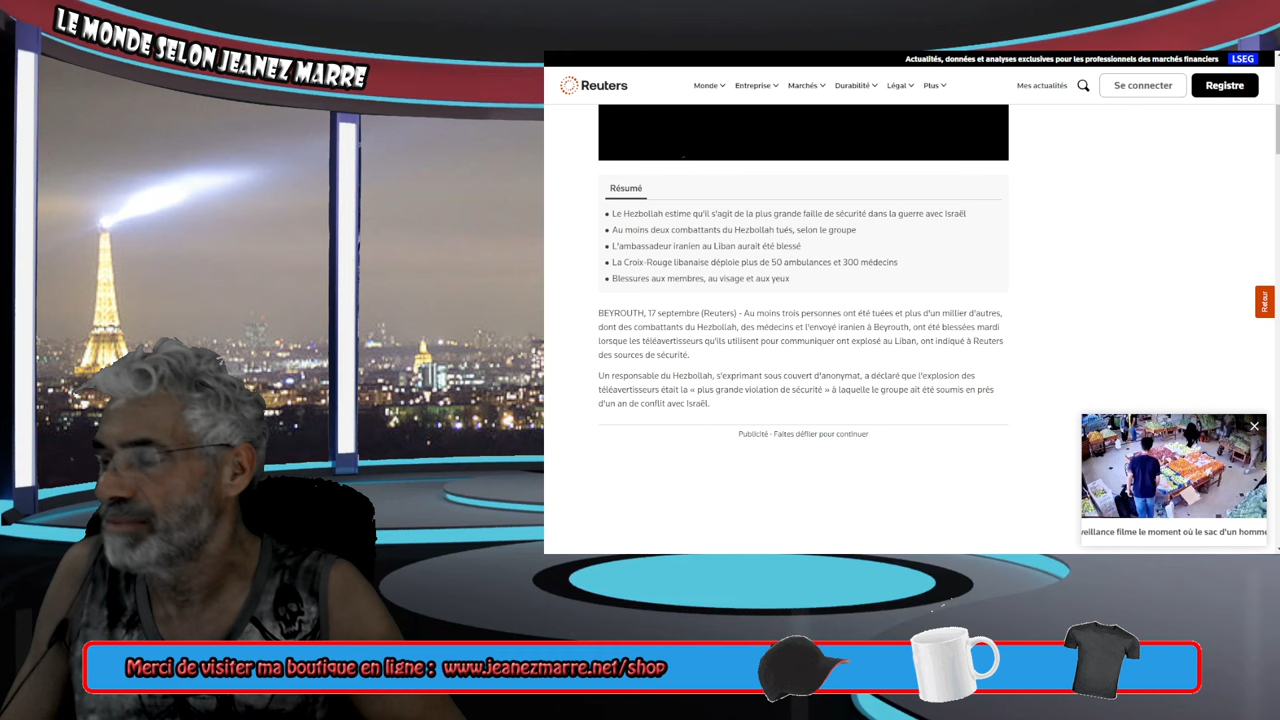 LE MONDE SELON JEANEZ MARRE
Actualités, données et analyses exclusives pour les professionnels des marchés financiers LSEG
Reuters
Monde Entreprise Marchés Durabilité Légal Plus
Mes actualités Se connecter Registre
Résumé
Le Hezbollah estime qu'il s'agit de la plus grande faille de sécurité dans la guerre avec Israël
Au moins deux combattants du Hezbollah tués, selon le groupe
L'ambassadeur iranien au Liban aurait été blessé
La Croix-Rouge libanaise déploie plus de 50 ambulances et 300 médecins
Blessures aux membres, au visage et aux yeux
BEYROUTH, 17 septembre (Reuters) - Au moins trois personnes ont été tuées et plus d'un millier d'autres,
dont des combattants du Hezbollah, des médecins et l'envoyé iranien à Beyrouth, ont été blessées mardi
lorsque les téléavertisseurs qu'ils utilisent pour communiquer ont explosé au Liban, ont indiqué à Reuters
des sources de sécurité.
Un responsable du Hezbollah, s'exprimant sous couvert d'anonymat, a déclaré que l'explosion des
téléavertisseurs était la « plus grande violation de sécurité » à laquelle le groupe ait été soumis en près
d'un an de conflit avec Israël.
Publicité - Faites défiler pour continuer
Retour
veillance filme le moment où le sac d'un homme
Merci de visiter ma boutique en ligne : www.jeanezmarre.net/shop